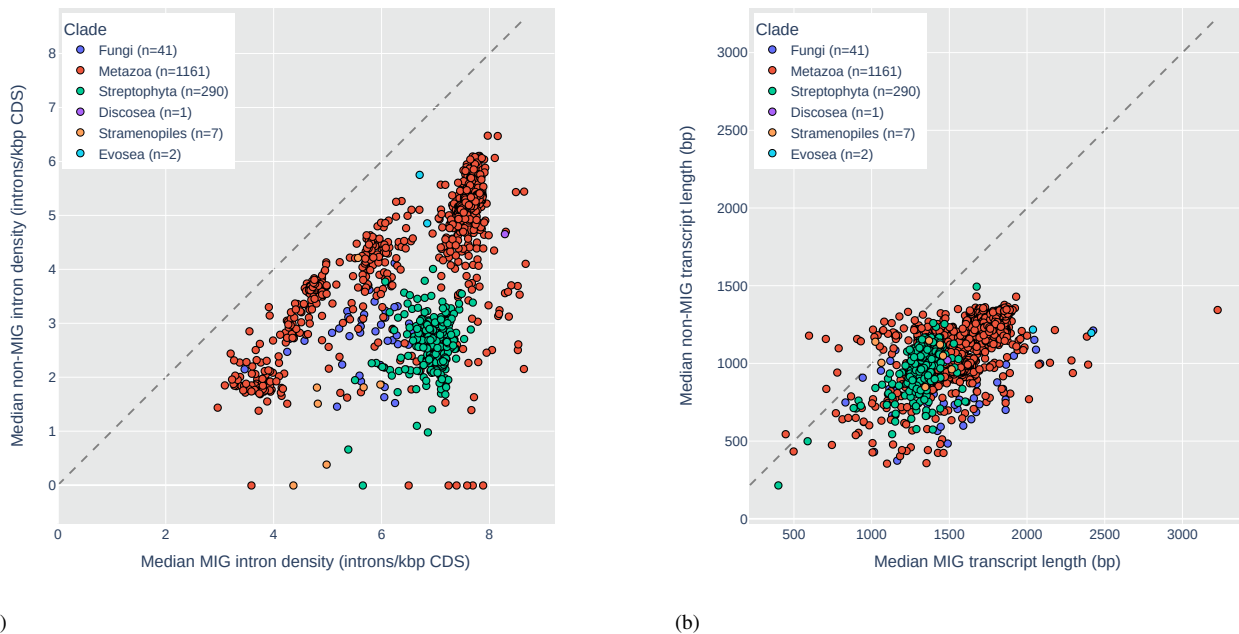 Clade
Fungi (n=41)
Metazoa (n=1161)
Streptophyta (n=290)
Discosea (n=1)
Stramenopiles (n=7)
Evosea (n=2)
8
7
6
5
4
3
2
1
0
0
2
4
6
8
Median MIG intron density (introns/kbp CDS)
Median non-MIG intron density (introns/kbp CDS)
)
Clade
Fungi (n=41)
Metazoa (n=1161)
Streptophyta (n=290)
Discosea (n=1)
Stramenopiles (n=7)
Evosea (n=2)
3000
2500
2000
1500
1000
500
0
500
1000
1500
2000
2500
3000
Median MIG transcript length (bp)
Median non-MIG transcript length (bp)
(b)